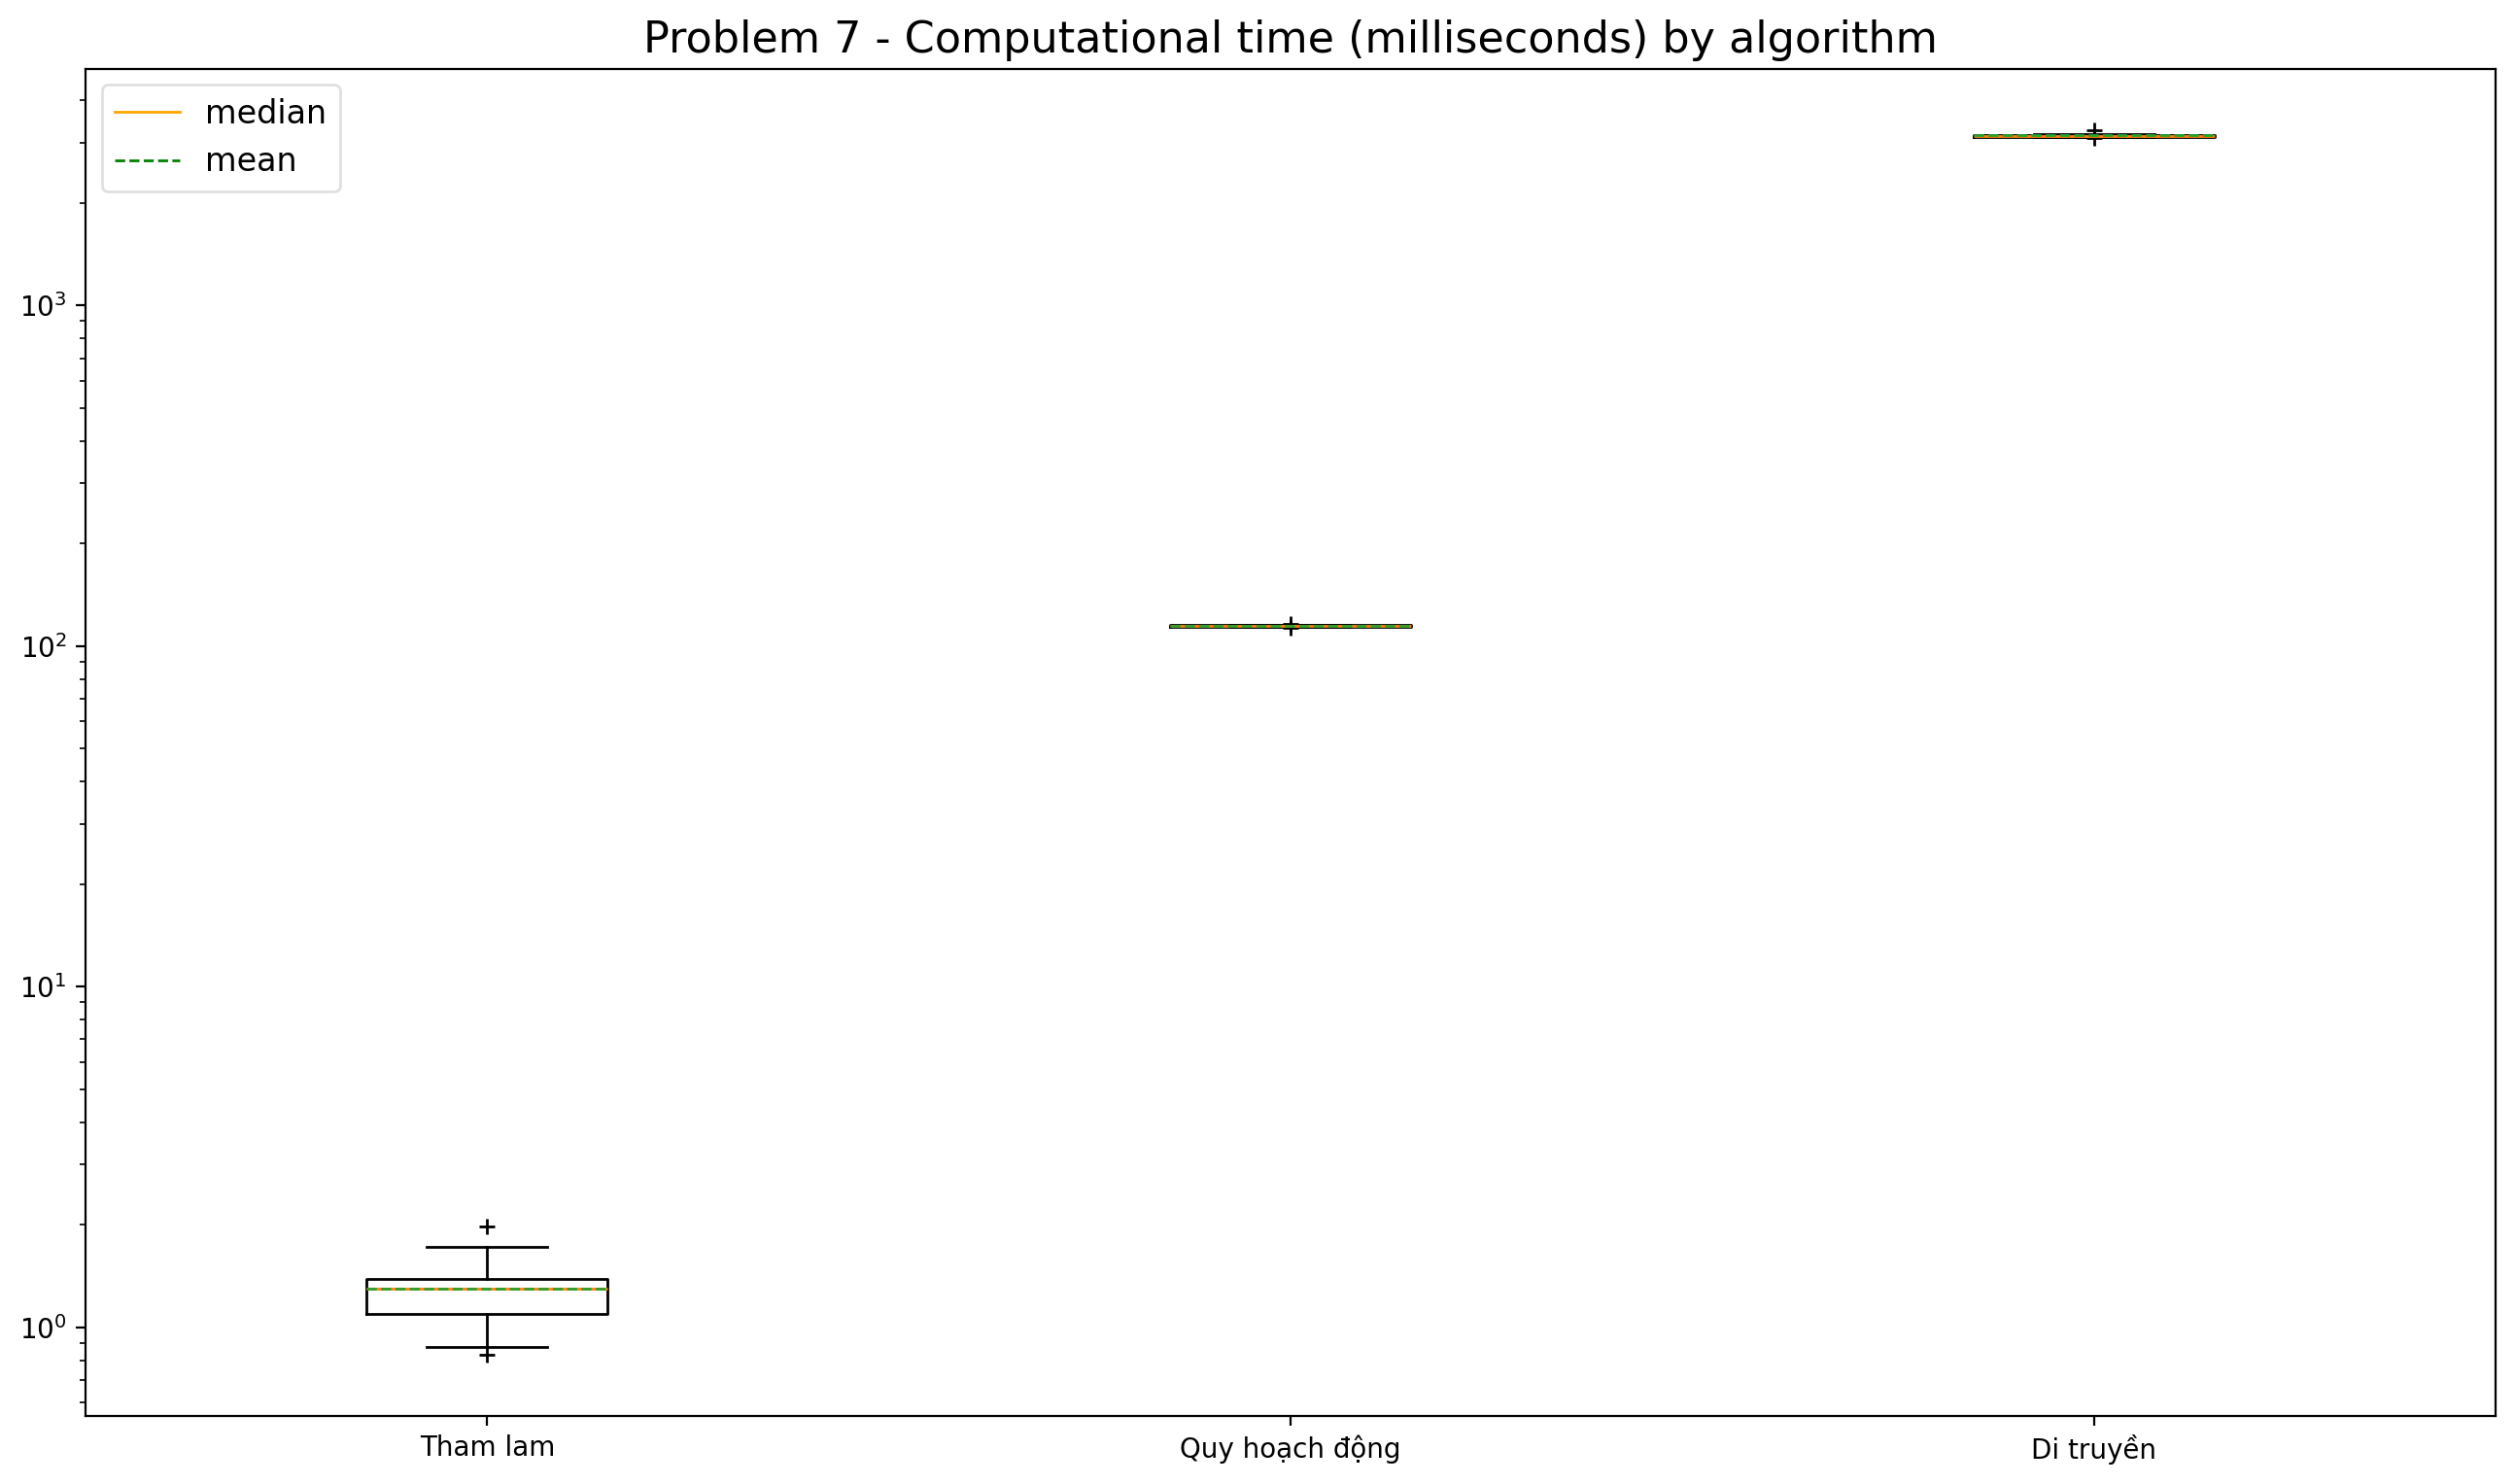 Problem 7 - Computational time (milliseconds) by algorithm
median
mean
10³
10²
10¹
10⁰
Tham lam
Quy hoạch động
Di truyền